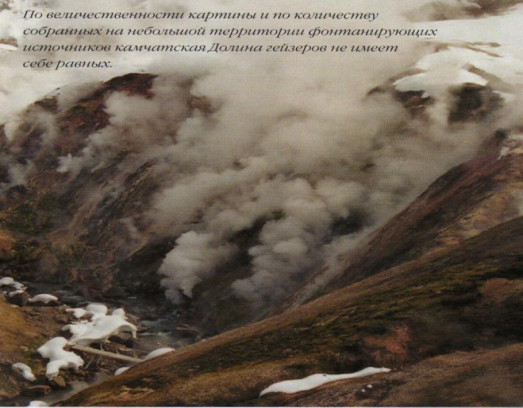 По величественности картины и по количеству
собранных на небольшой территории фонтанирующих
источников камчатская Долина гейзеров не имеет
себе равных.